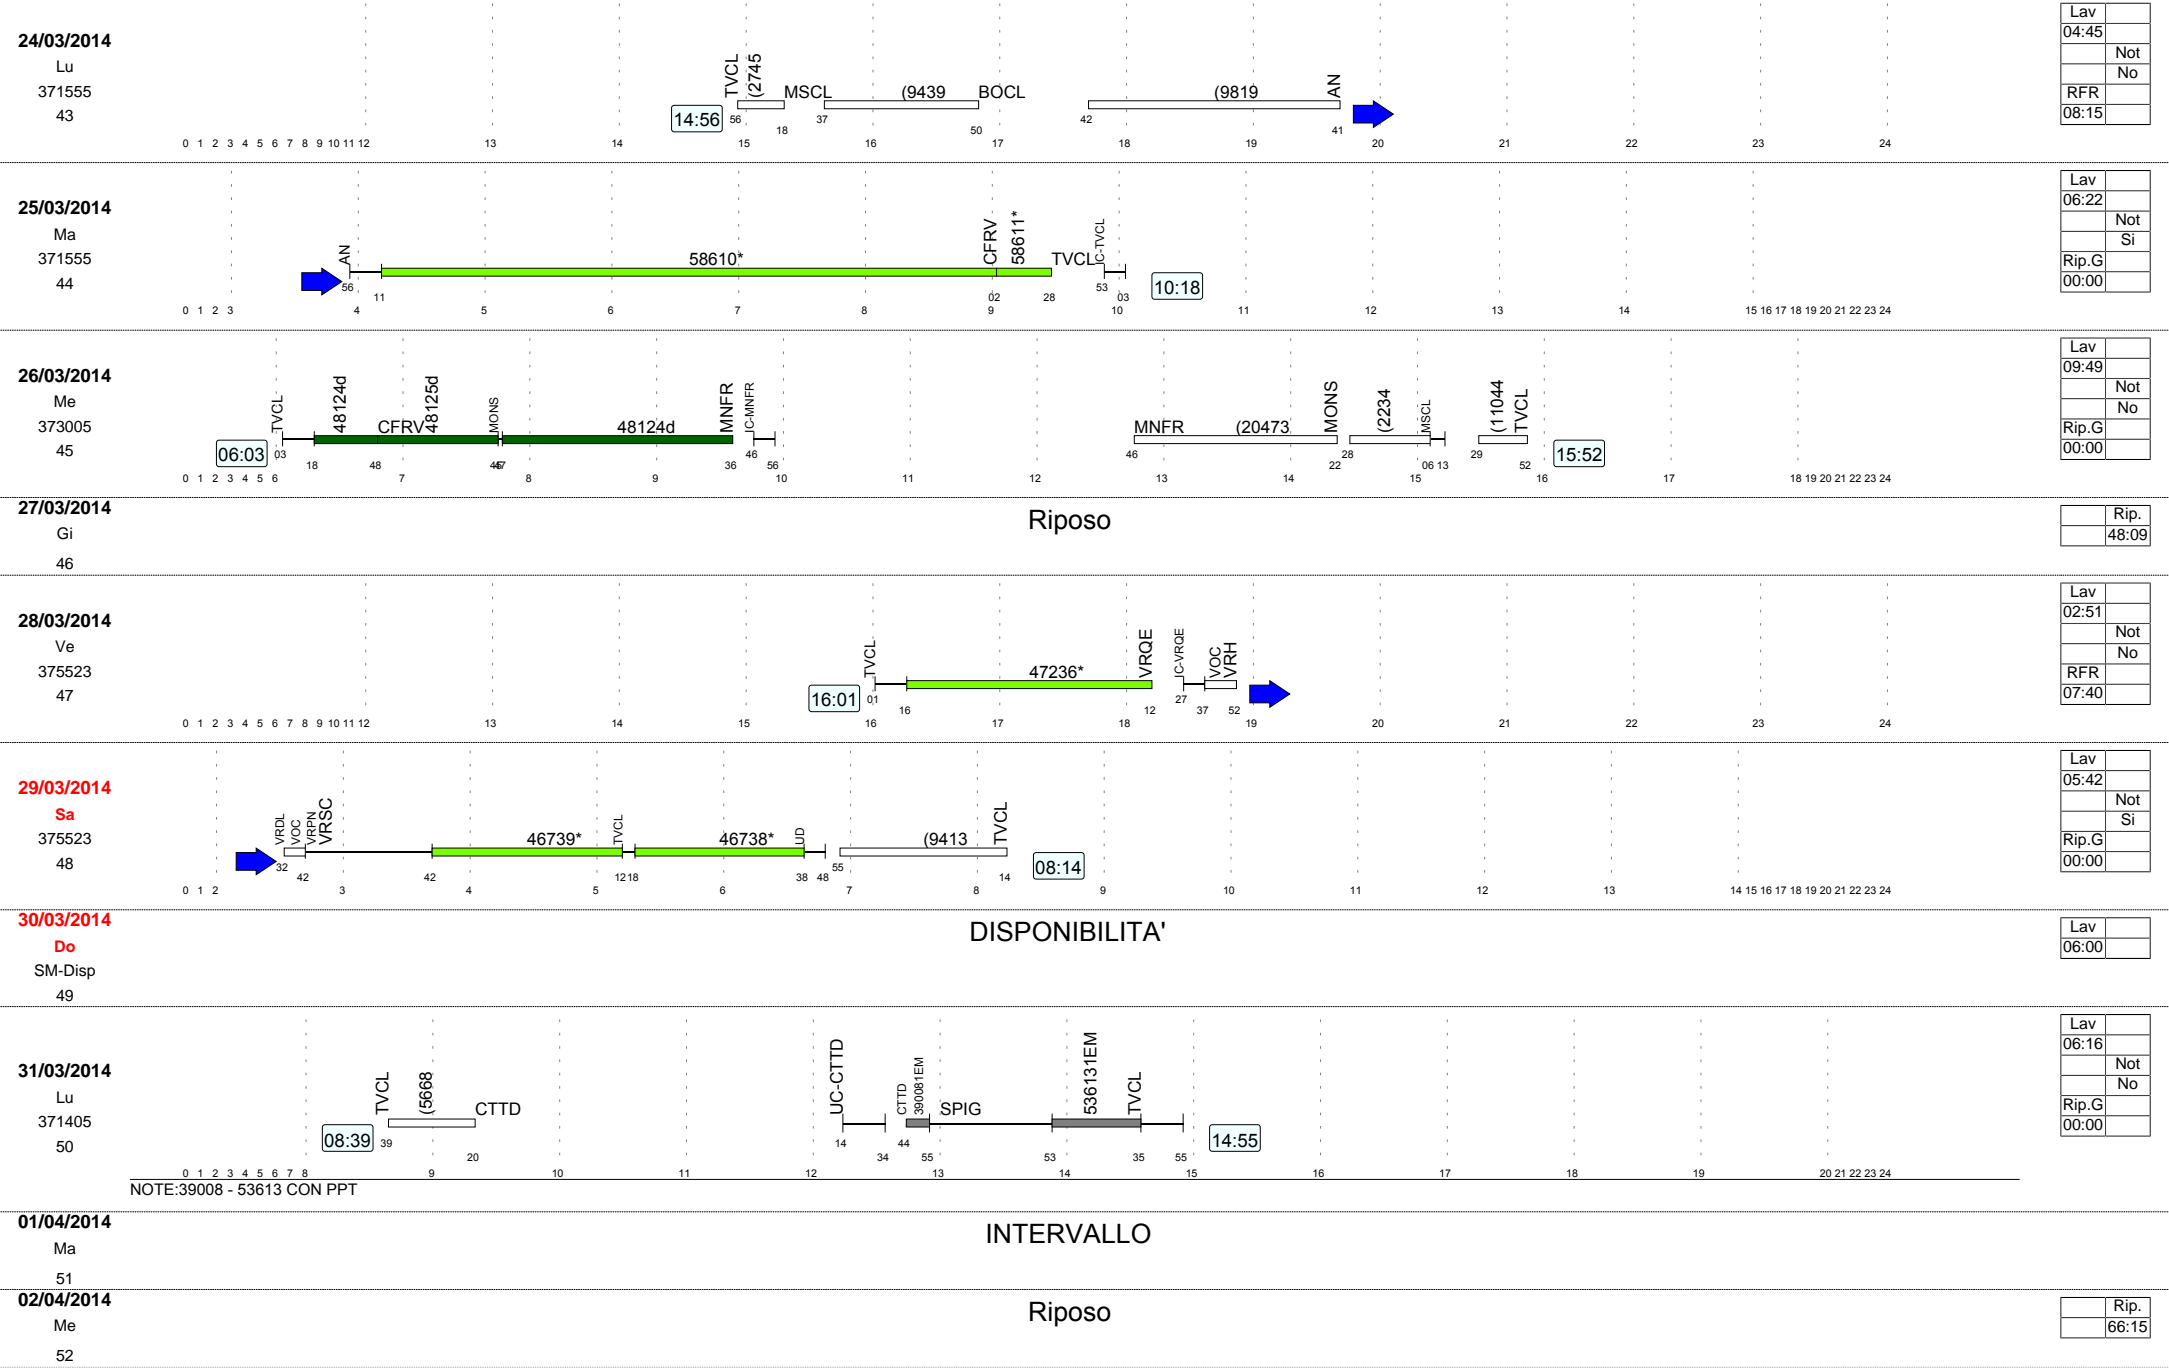 24/03/2014
Lu
371555
43
14:56
TVCL (2745 MSCL (9439 BOCL (9819 AN
56 18 37 50 42 41
0 1 2 3 4 5 6 7 8 9 10 11 12 13 14 15 16 17 18 19 20 21 22 23 24
Lav
04:45
Not
No
RFR
08:15
25/03/2014
Ma
371555
44
AN 58610* CFRV 58611* TVCL IC-TVCL
56 11 02 28 53 03
10:18
0 1 2 3 4 5 6 7 8 9 10 11 12 13 14 15 16 17 18 19 20 21 22 23 24
Lav
06:22
Not
Si
Rip.G
00:00
26/03/2014
Me
373005
45
06:03
TVCL 48124d CFRV 48125d MONS 48124d MNFR IC-MNFR MNFR (20473 MONS (2234 MSCL (11044 TVCL
03 18 48 45 47 36 46 56 46 22 28 06 13 29 52
15:52
0 1 2 3 4 5 6 7 8 9 10 11 12 13 14 15 16 17 18 19 20 21 22 23 24
Lav
09:49
Not
No
Rip.G
00:00
27/03/2014
Gi
46
Riposo
Rip.
48:09
28/03/2014
Ve
375523
47
16:01
TVCL 47236* VRQE IC-VRQE VOC VRH
01 16 12 27 37 52
0 1 2 3 4 5 6 7 8 9 10 11 12 13 14 15 16 17 18 19 20 21 22 23 24
Lav
02:51
Not
No
RFR
07:40
29/03/2014
Sa
375523
48
VRDL VOC VRPN VRSC 46739* TVCL 46738* UD (9413 TVCL
32 42 42 12 18 38 48 55 14
08:14
0 1 2 3 4 5 6 7 8 9 10 11 12 13 14 15 16 17 18 19 20 21 22 23 24
Lav
05:42
Not
Si
Rip.G
00:00
30/03/2014
Do
SM-Disp
49
DISPONIBILITA'
Lav
06:00
31/03/2014
Lu
371405
50
08:39
TVCL (5668 CTTD UC-CTTD CTTD 390081EM SPIG 536131EM TVCL
39 20 14 34 44 55 53 35 55
14:55
0 1 2 3 4 5 6 7 8 9 10 11 12 13 14 15 16 17 18 19 20 21 22 23 24
NOTE:39008 - 53613 CON PPT
Lav
06:16
Not
No
Rip.G
00:00
01/04/2014
Ma
51
INTERVALLO
02/04/2014
Me
52
Riposo
Rip.
66:15